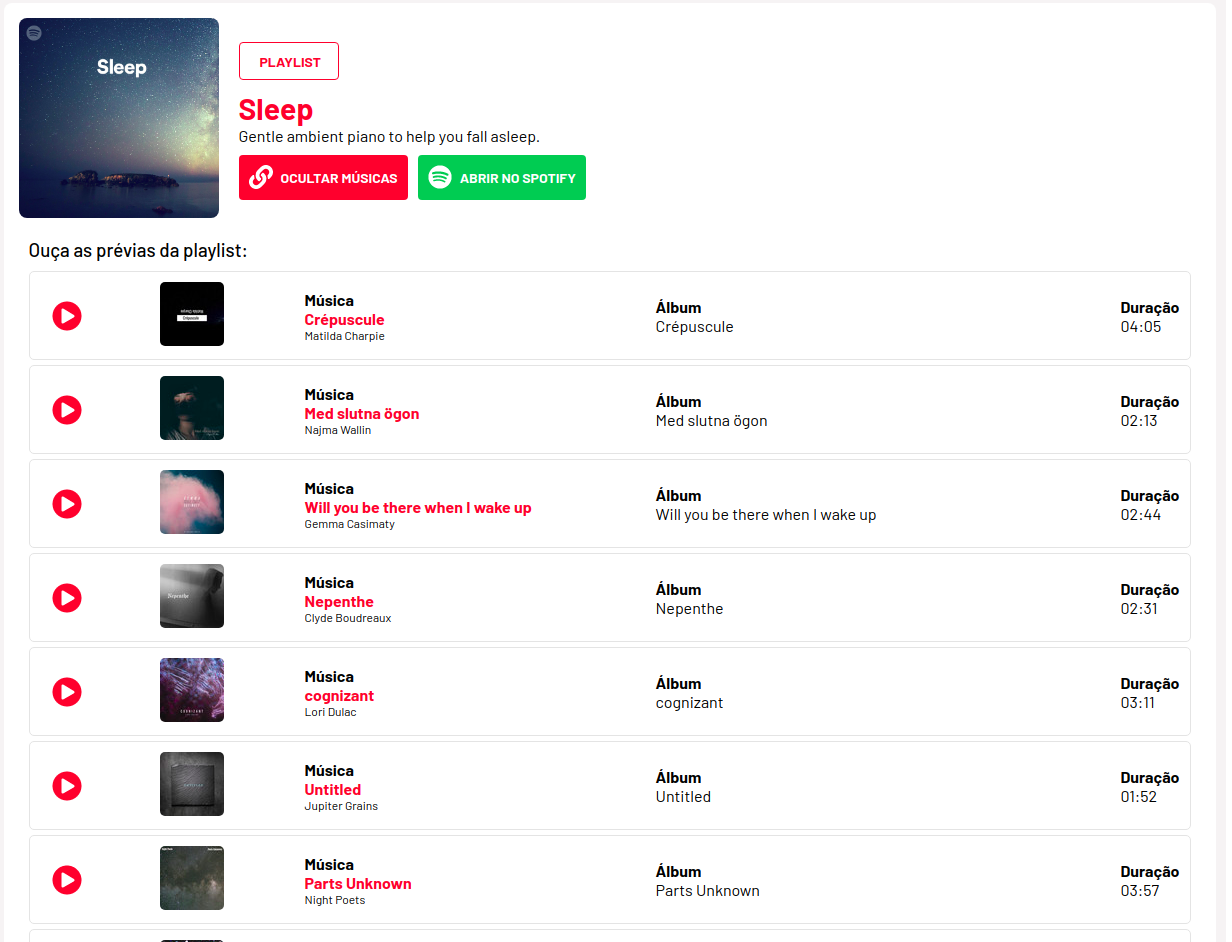 Sleep
PLAYLIST
Sleep
Gentle ambient piano to help you fall asleep.
OCULTAR MÚSICAS
ABRIR NO SPOTIFY
Ouça as prévias da playlist:
Música
Crépuscule
Matilda Charpie
Álbum
Crépuscule
Duração
04:05
Música
Med slutna ögon
Najma Wallin
Álbum
Med slutna ögon
Duração
02:13
Música
Will you be there when I wake up
Gemma Casimaty
Álbum
Will you be there when I wake up
Duração
02:44
Nepenthe
Música
Nepenthe
Clyde Boudreaux
Álbum
Nepenthe
Duração
02:31
COGNIZANT
Música
cognizant
Lori Dulac
Álbum
cognizant
Duração
03:11
UNTITLED
Música
Untitled
Jupiter Grains
Álbum
Untitled
Duração
01:52
Música
Parts Unknown
Night Poets
Álbum
Parts Unknown
Duração
03:57